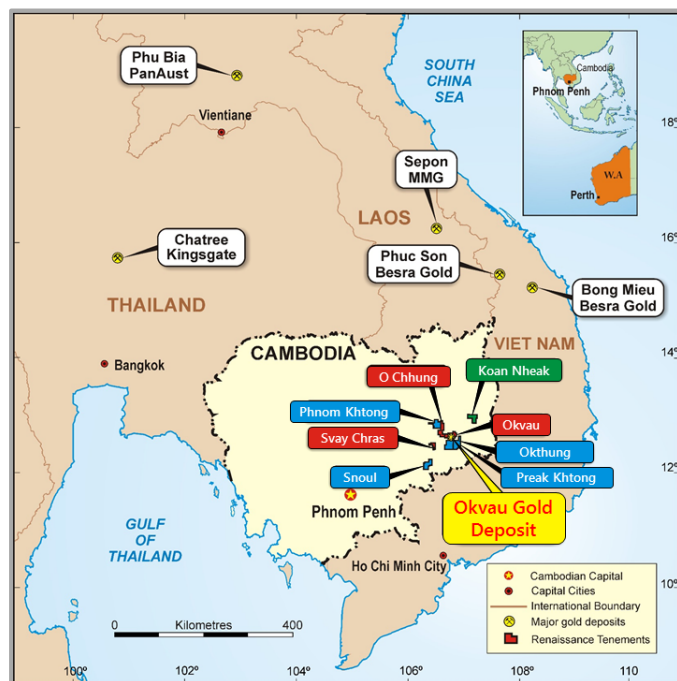 Phu Bia
PanAust
Vientiane
SOUTH
CHINA
SEA
Cambodia
Phnom Penh
W.A
Perth
18°
Sepon
MMG
LAOS
Chatree
Kingsgate
Phuc Son
Besra Gold
Bong Mieu
Besra Gold
16°
THAILAND
VIET NAM
CAMBODIA
Bangkok
14°
O Chhung
Koan Nheak
Phnom Khtong
Okvau
Svay Chras
Okthung
Snoul
Preak Khtong
12°
Phnom Penh
Okvau Gold
Deposit
GULF
OF
THAILAND
Ho Chi Minh City
10°
Cambodian Capital
Capital Cities
International Boundary
Major gold deposits
Renaissance Tenements
0 Kilometres 400
100° 102° 104° 106° 108° 110